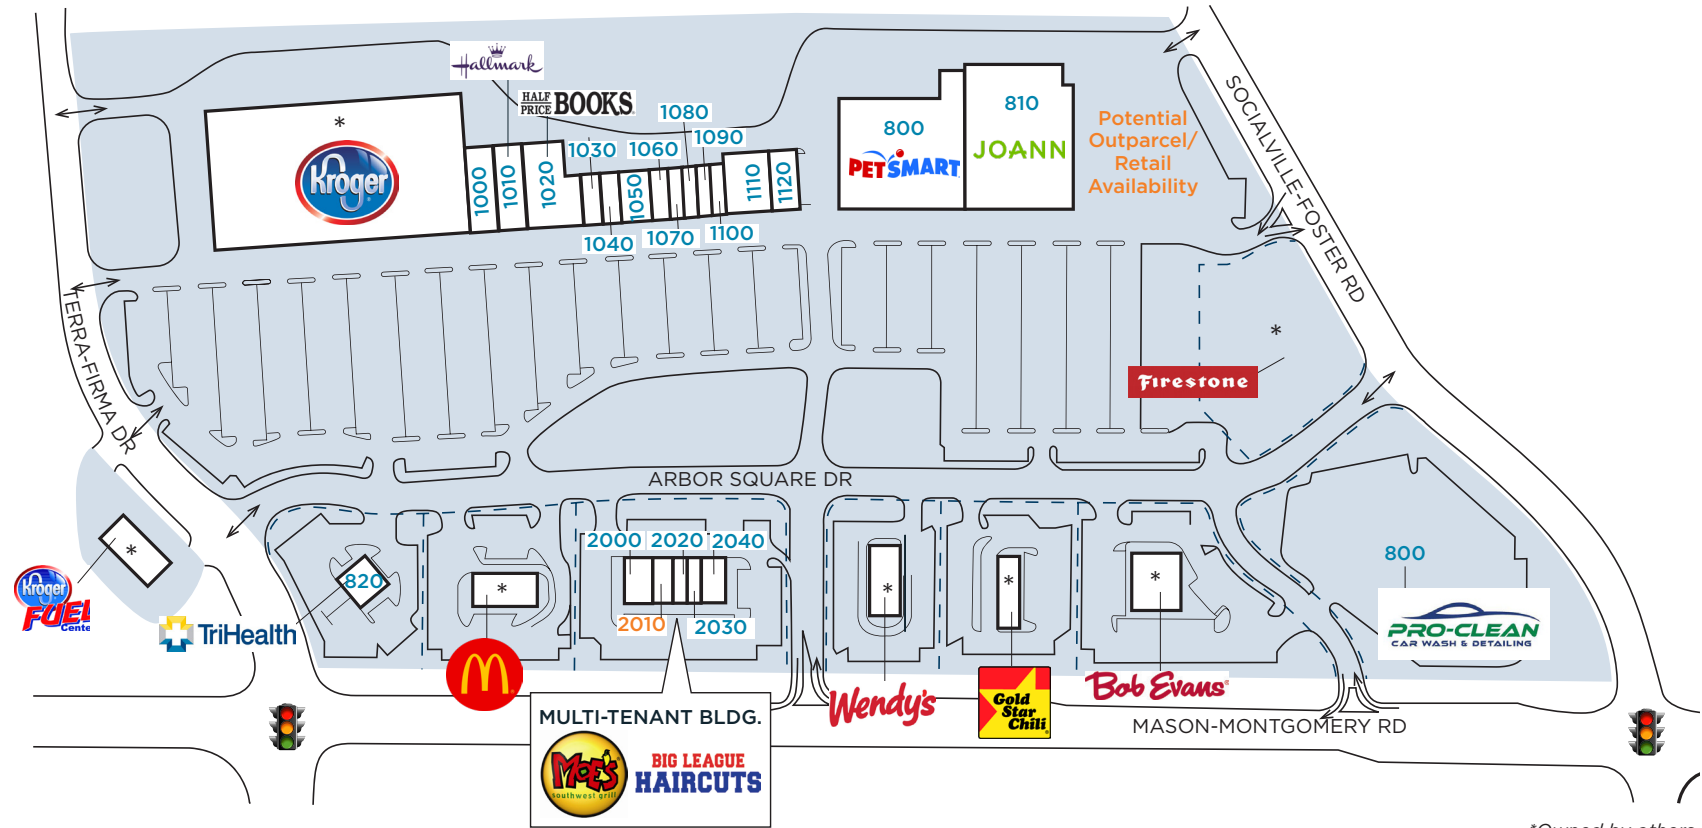 Hallmark
HALF PRICE BOOKS
1080
1090
1030
1060
*
Kroger
1000
1010
1020
1050
1110
1120
1040
1070
1100
800
PETSMART
810
JOANN
Potential
Outparcel/
Retail
Availability
SOCIALVILLE-FOSTER RD
TERRA-FIRMA DR
*
Firestone
ARBOR SQUARE DR
*
Kroger
FUEL
Center
820
TriHealth
*
2000
2020
2040
2010
2030
*
*
*
800
PRO-CLEAN
CAR WASH & DETAILING
Wendy's
Gold
Star
Chili
Bob Evans
MASON-MONTGOMERY RD
MULTI-TENANT BLDG.
MOE'S
southwest grill
BIG LEAGUE
HAIRCUTS
*Owned by others